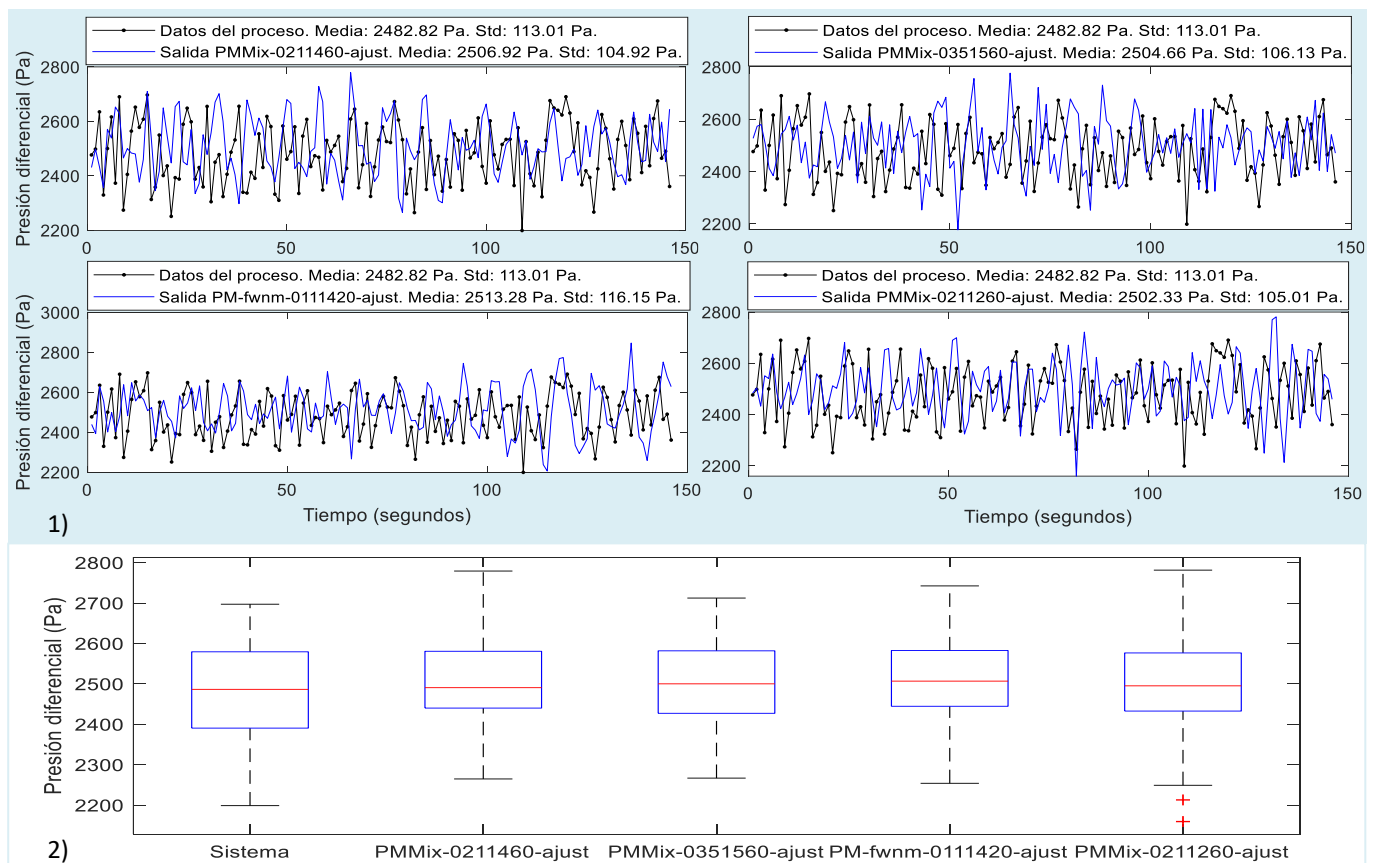 Datos del proceso. Media: 2482.82 Pa. Std: 113.01 Pa.
Salida PMMix-0211460-ajust. Media: 2506.92 Pa. Std: 104.92 Pa.
Presión diferencial (Pa)
2800
2600
2400
2200
0
50
100
150
Datos del proceso. Media: 2482.82 Pa. Std: 113.01 Pa.
Salida PMMix-0351560-ajust. Media: 2504.66 Pa. Std: 106.13 Pa.
2800
2600
2400
2200
0
50
100
150
Datos del proceso. Media: 2482.82 Pa. Std: 113.01 Pa.
Salida PM-fwnm-0111420-ajust. Media: 2513.28 Pa. Std: 116.15 Pa.
Presión diferencial (Pa)
3000
2800
2600
2400
2200
0
50
100
150
Tiempo (segundos)
Datos del proceso. Media: 2482.82 Pa. Std: 113.01 Pa.
Salida PMMix-0211260-ajust. Media: 2502.33 Pa. Std: 105.01 Pa.
2800
2600
2400
2200
0
50
100
150
Tiempo (segundos)
1)
Presión diferencial (Pa)
2800
2700
2600
2500
2400
2300
2200
Sistema
PMMix-0211460-ajust
PMMix-0351560-ajust
PM-fwnm-0111420-ajust
PMMix-0211260-ajust
2)